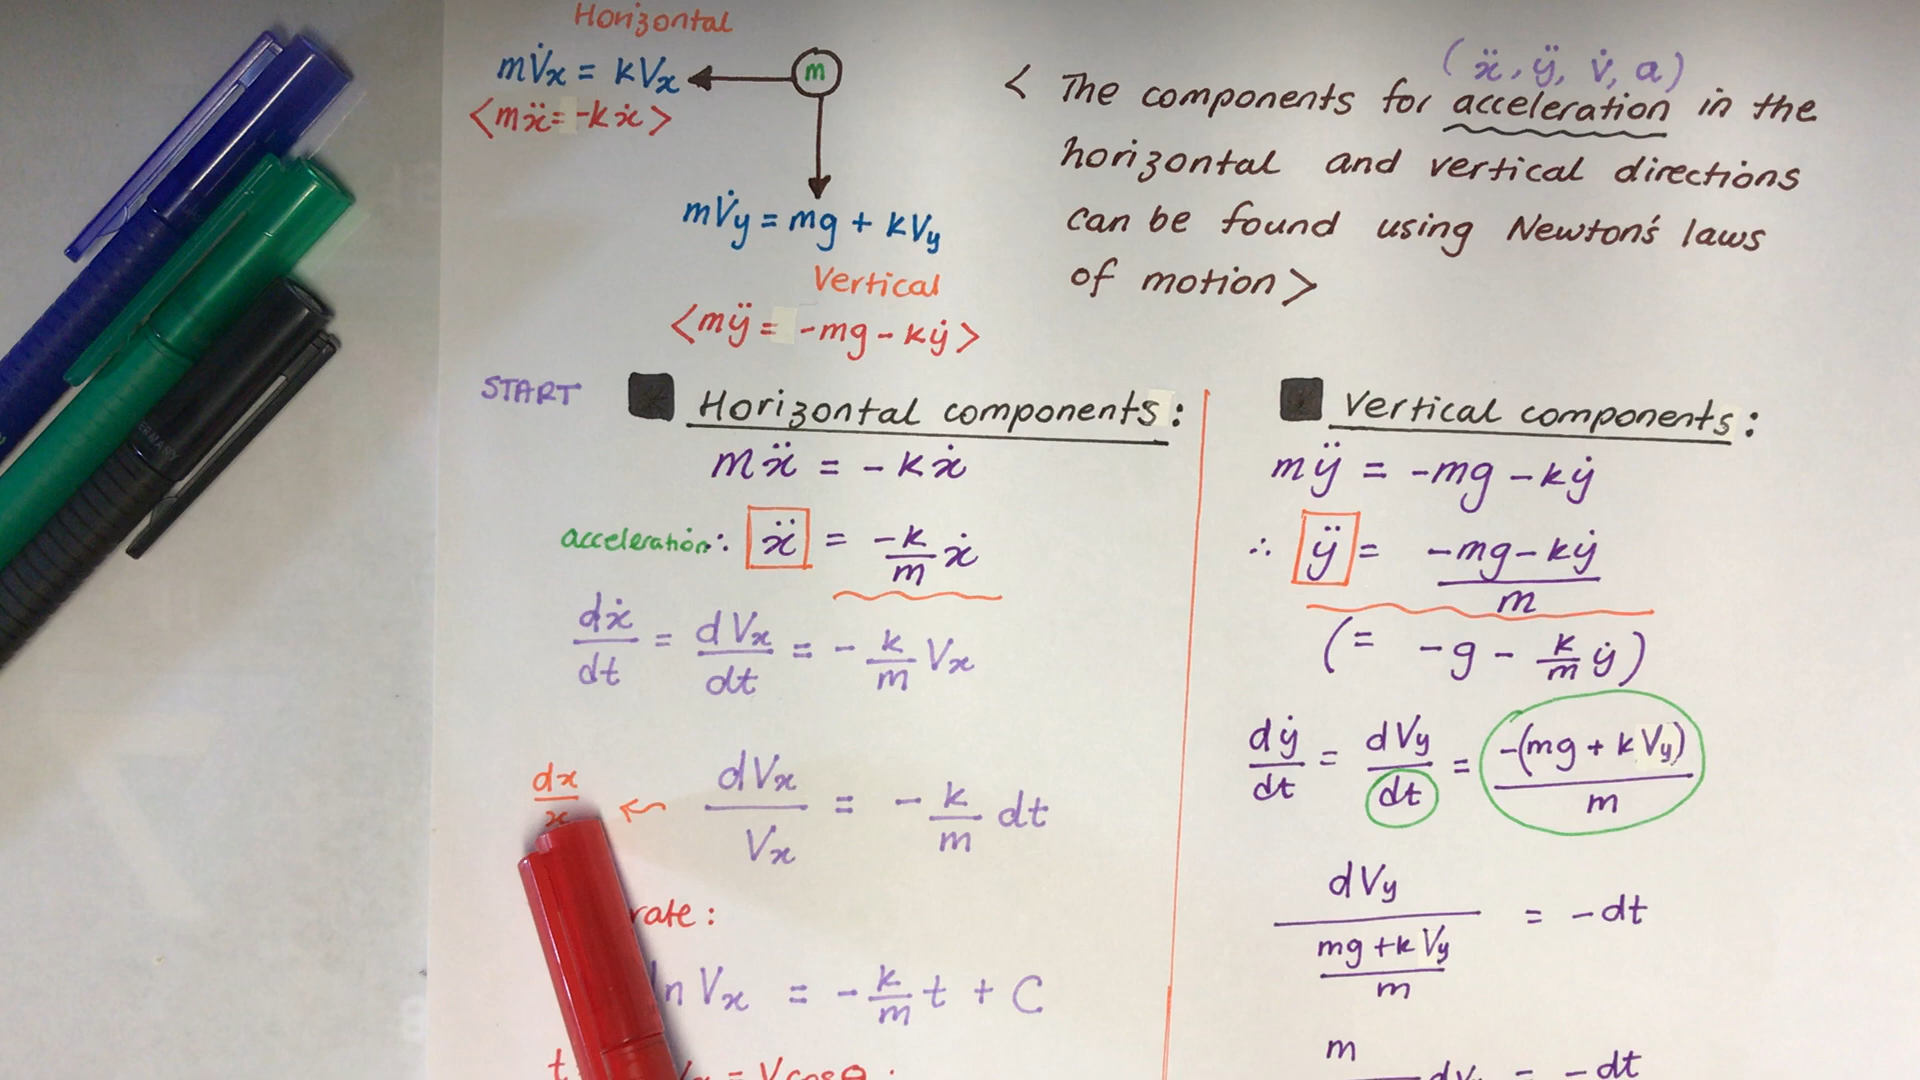 Horizontal
mV̇x = kVx
m
<mẍ = -kẋ>
mV̇y = mg + kVy
Vertical
<mÿ = -mg - kẏ>
(ẍ, ÿ, v̇, a)
< The components for acceleration in the
horizontal and vertical directions
can be found using Newton's laws
of motion >
START
Horizontal components:
mẍ = -kẋ
acceleration ∴ ẍ = -k/m ẋ
dẋ/dt = dVx/dt = - k/m Vx
dx/x ← dVx/Vx = - k/m dt
rate:
ln Vx = - k/m t + C
t Vcosθ
Vertical components:
mÿ = -mg - kẏ
∴ ÿ = -mg - kẏ / m
(= -g - k/m ẏ)
dẏ/dt = dVy/dt = -(mg + kVy)/m
dVy / (mg + kVy / m) = -dt
m dVy = -dt